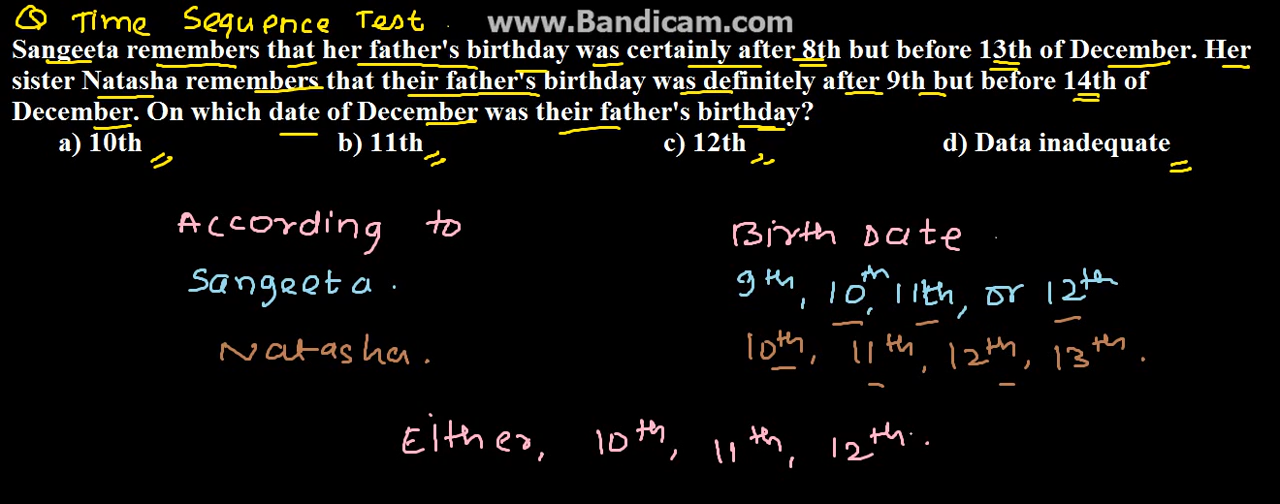 Q Time Sequence Test . www.Bandicam.com
Sangeeta remembers that her father's birthday was certainly after 8th but before 13th of December. Her
sister Natasha remembers that their father's birthday was definitely after 9th but before 14th of
December. On which date of December was their father's birthday?
a) 10th b) 11th c) 12th d) Data inadequate
According to Birth Date
Sangeeta. 9th, 10th, 11th, or 12th
Natasha. 10th, 11th, 12th, 13th.
Either, 10th, 11th, 12th.